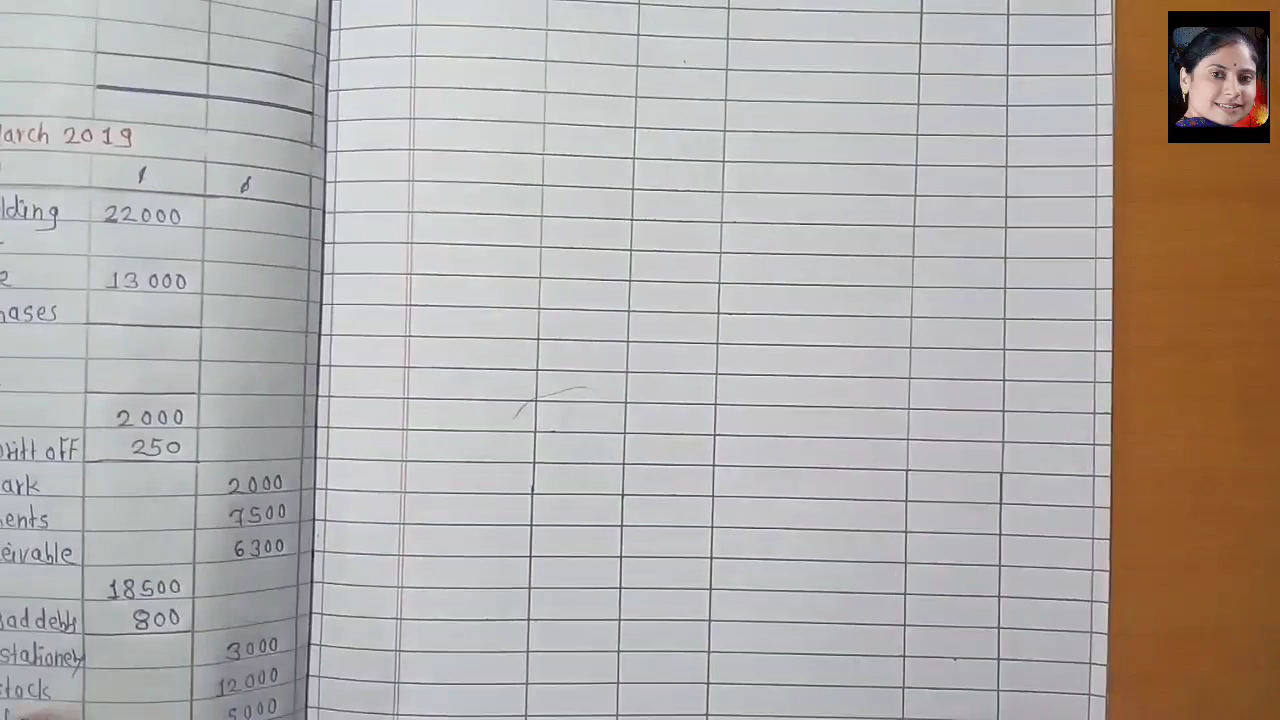 arch 2019
lding 22000
13000
hases
2000
ritt off 250
ark 2000
ents 7500
eivable 6300
18500
ad debts 800
stationery 3000
stock 12000
5000